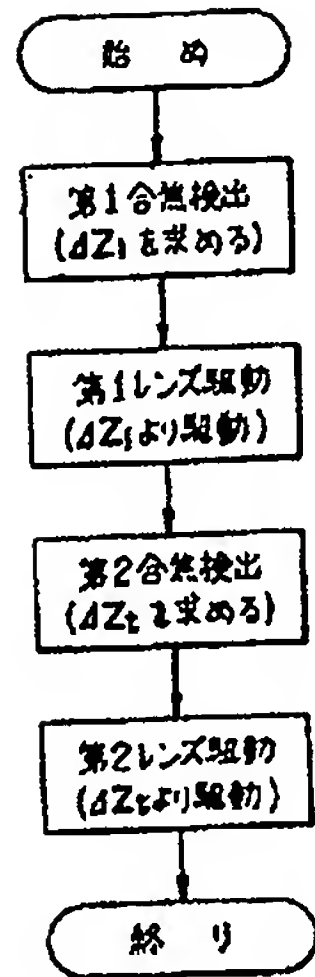 始め
第1合焦検出
(ΔZ₁を求める)
第1レンズ駆動
(ΔZ₁より駆動)
第2合焦検出
(ΔZtを求める)
第2レンズ駆動
(ΔZtより駆動)
終り